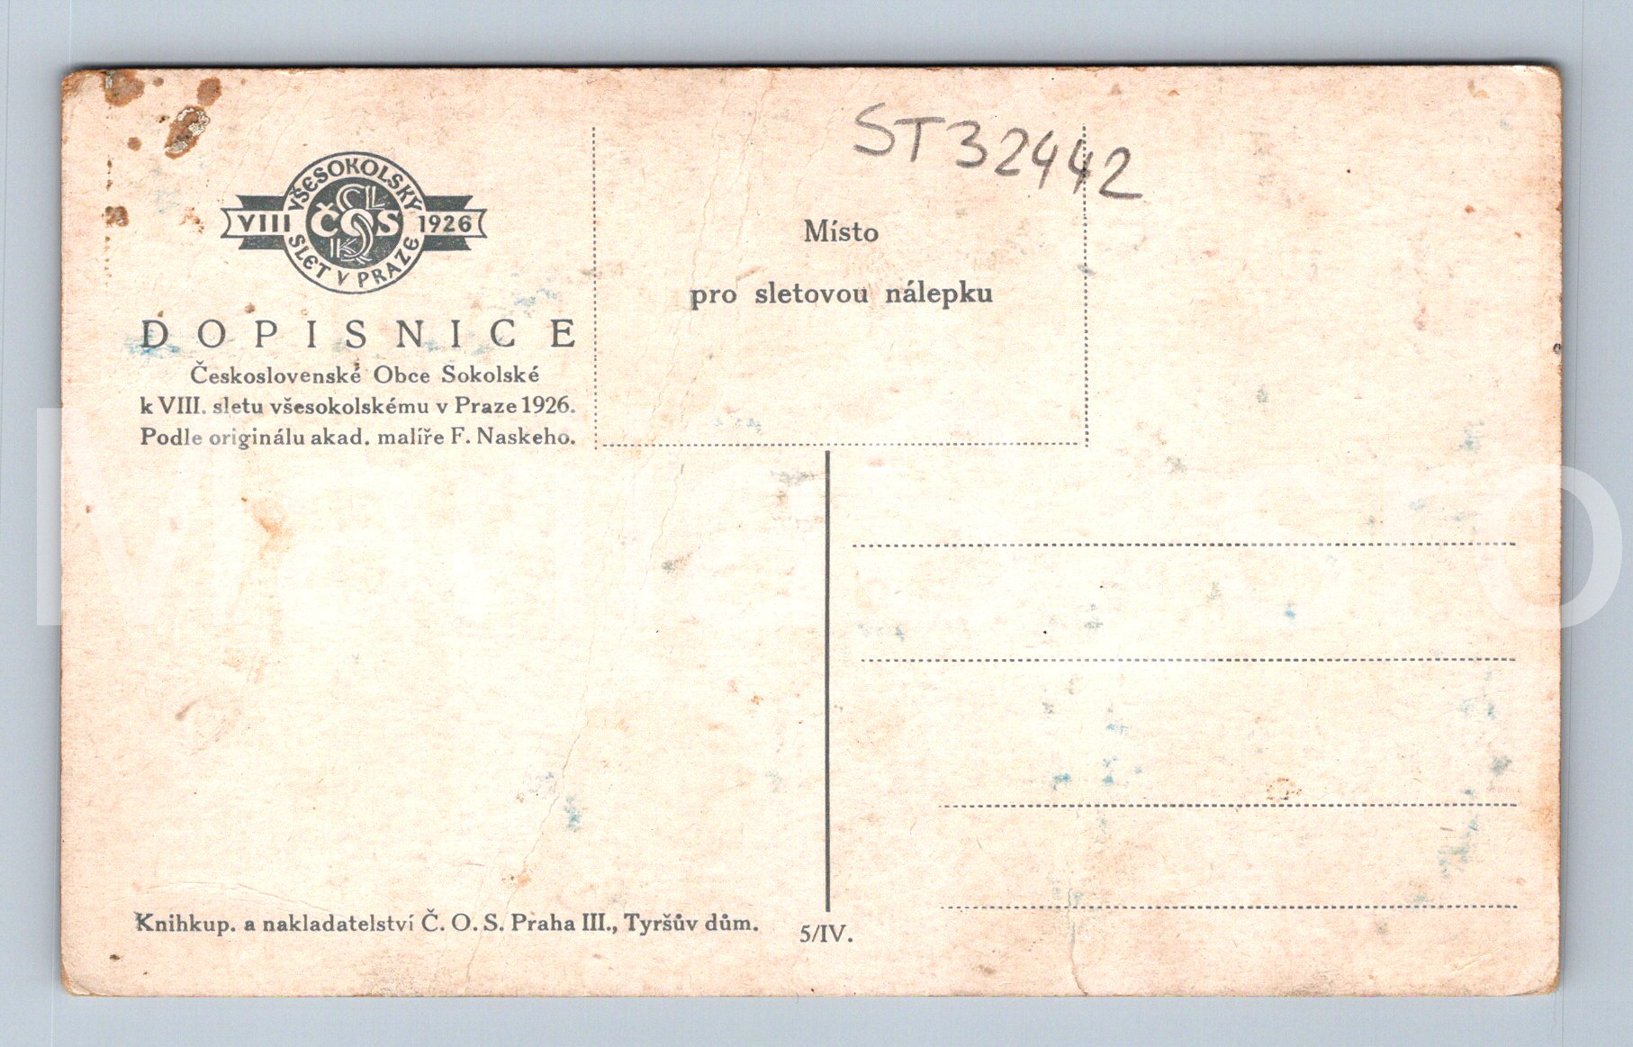 VŠESOKOLSKÝ
VIII ČOS 1926
SLET V PRAZE
DOPISNICE
Československé Obce Sokolské
k VIII. sletu všesokolskému v Praze 1926.
Podle originálu akad. malíře F. Naskeho.
ST32442
Místo
pro sletovou nálepku
Knihkup. a nakladatelství Č. O. S. Praha III., Tyršův dům.
5/IV.